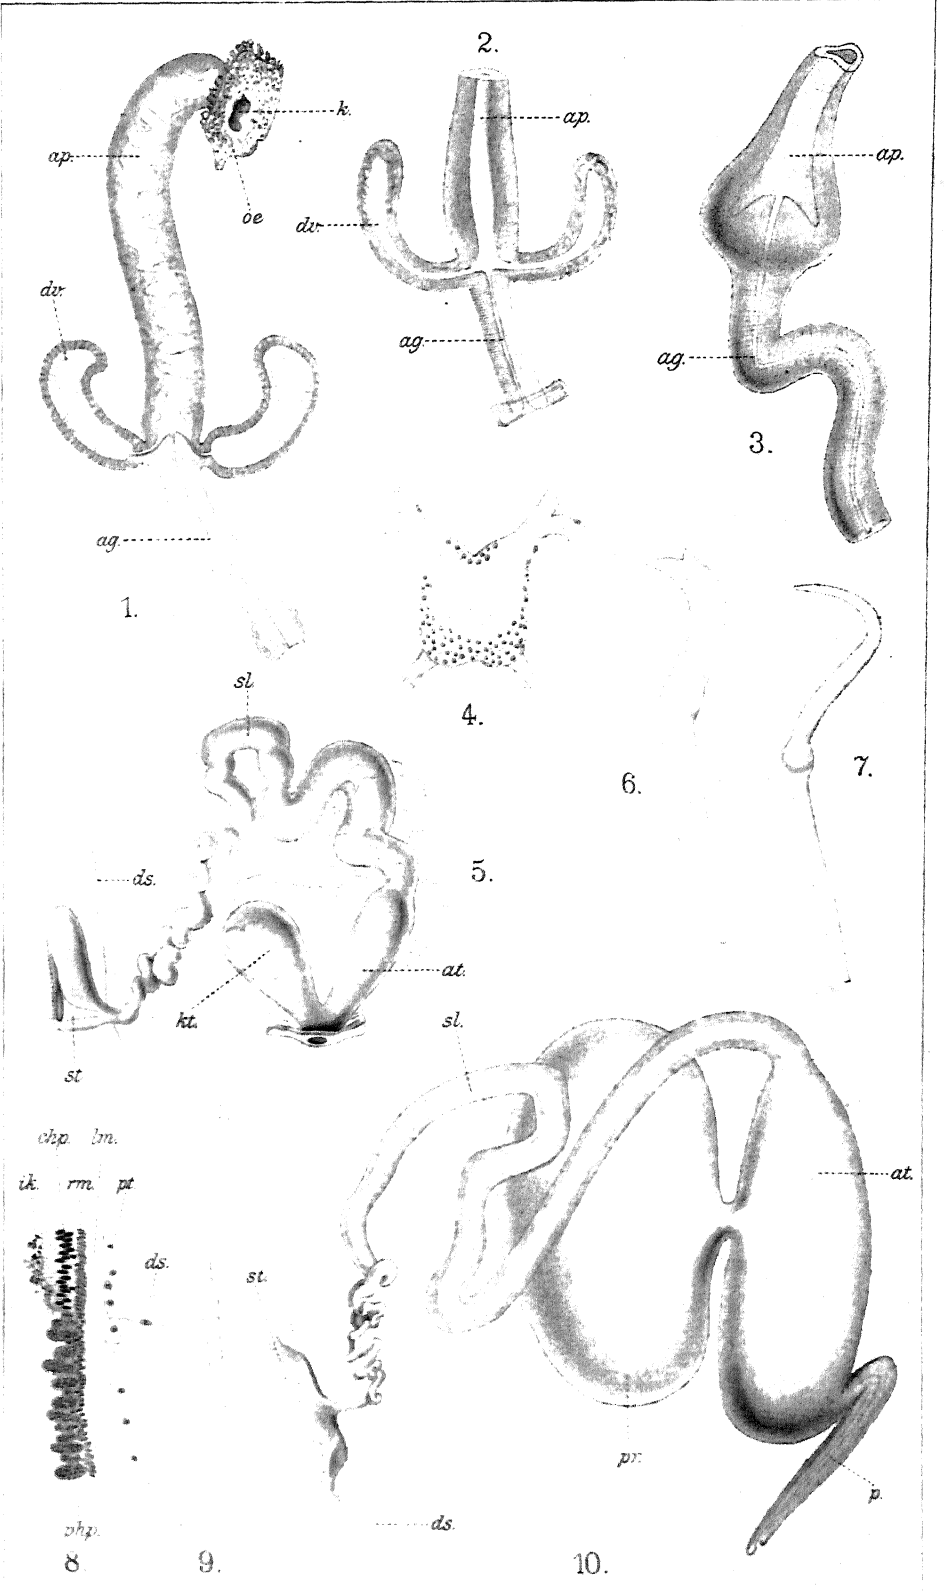 2.
k.
ap.
ap.
ap.
oe
dv.
dv.
ag.
ag.
3.
ag.
1.
sl.
4.
7.
6.
5.
ds.
at.
kt.
sl.
st
chp. lm.
ik. rm. pt.
at.
ds.
st.
pr.
p.
php.
ds.
8. 9. 10.